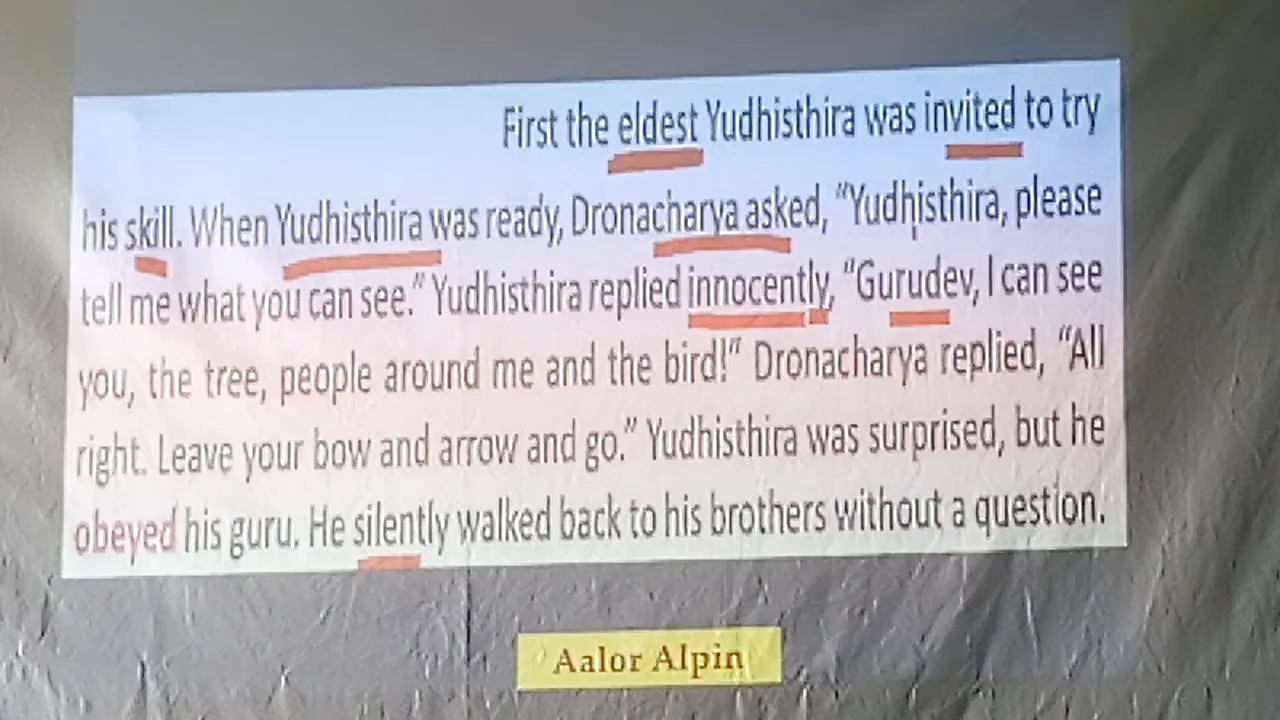 First the eldest Yudhisthira was invited to try
his skill. When Yudhisthira was ready, Dronacharya asked, “Yudhisthira, please
tell me what you can see.” Yudhisthira replied innocently, “Gurudev, I can see
you, the tree, people around me and the bird!” Dronacharya replied, “All
right. Leave your bow and arrow and go.” Yudhisthira was surprised, but he
obeyed his guru. He silently walked back to his brothers without a question.
Aalor Alpin